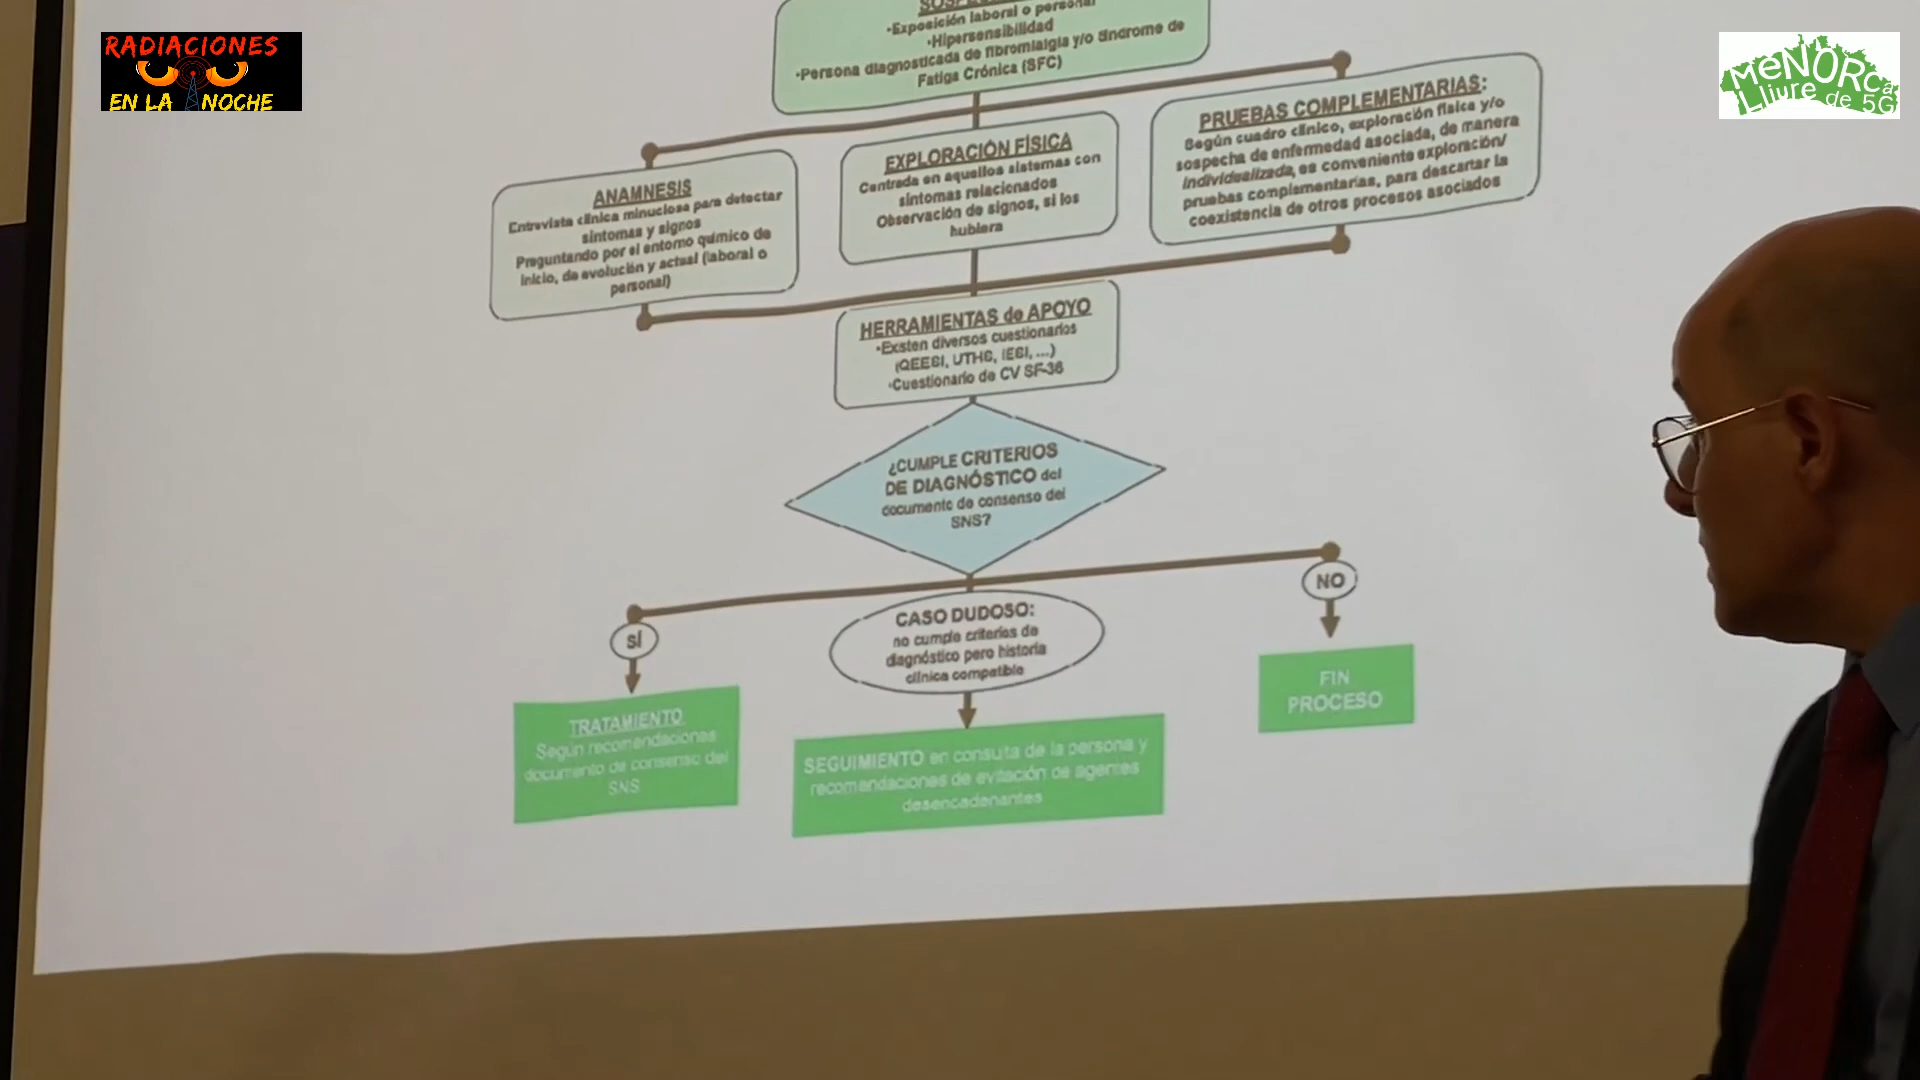 RADIACIONES
EN LA NOCHE
MENORCA
Lliure de 5G
•Exposición laboral o personal
•Hipersensibilidad
•Persona diagnosticada de fibromialgia y/o Síndrome de
Fatiga Crónica (SFC)
ANAMNESIS
Entrevista clínica minuciosa para detectar
síntomas y signos
Preguntando por el entorno químico de
inicio, de evolución y actual (laboral o
personal)
EXPLORACIÓN FÍSICA
Centrada en aquellos sistemas con
síntomas relacionados
Observación de signos, si los
hubiera
PRUEBAS COMPLEMENTARIAS:
Según cuadro clínico, exploración física y/o
sospecha de enfermedad asociada, de manera
individualizada, es conveniente exploración/
pruebas complementarias, para descartar la
coexistencia de otros procesos asociados
HERRAMIENTAS de APOYO
•Existen diversos cuestionarios
(QEESI, UTHS, IEGI, ...)
•Cuestionario de CV SF-36
¿CUMPLE CRITERIOS
DE DIAGNÓSTICO del
documento de consenso del
SNS?
SÍ
CASO DUDOSO:
no cumple criterios de
diagnóstico pero historia
clínica compatible
NO
TRATAMIENTO
Según recomendaciones
documento de consenso del
SNS
SEGUIMIENTO en consulta de la persona y
recomendaciones de evitación de agentes
desencadenantes
FIN
PROCESO